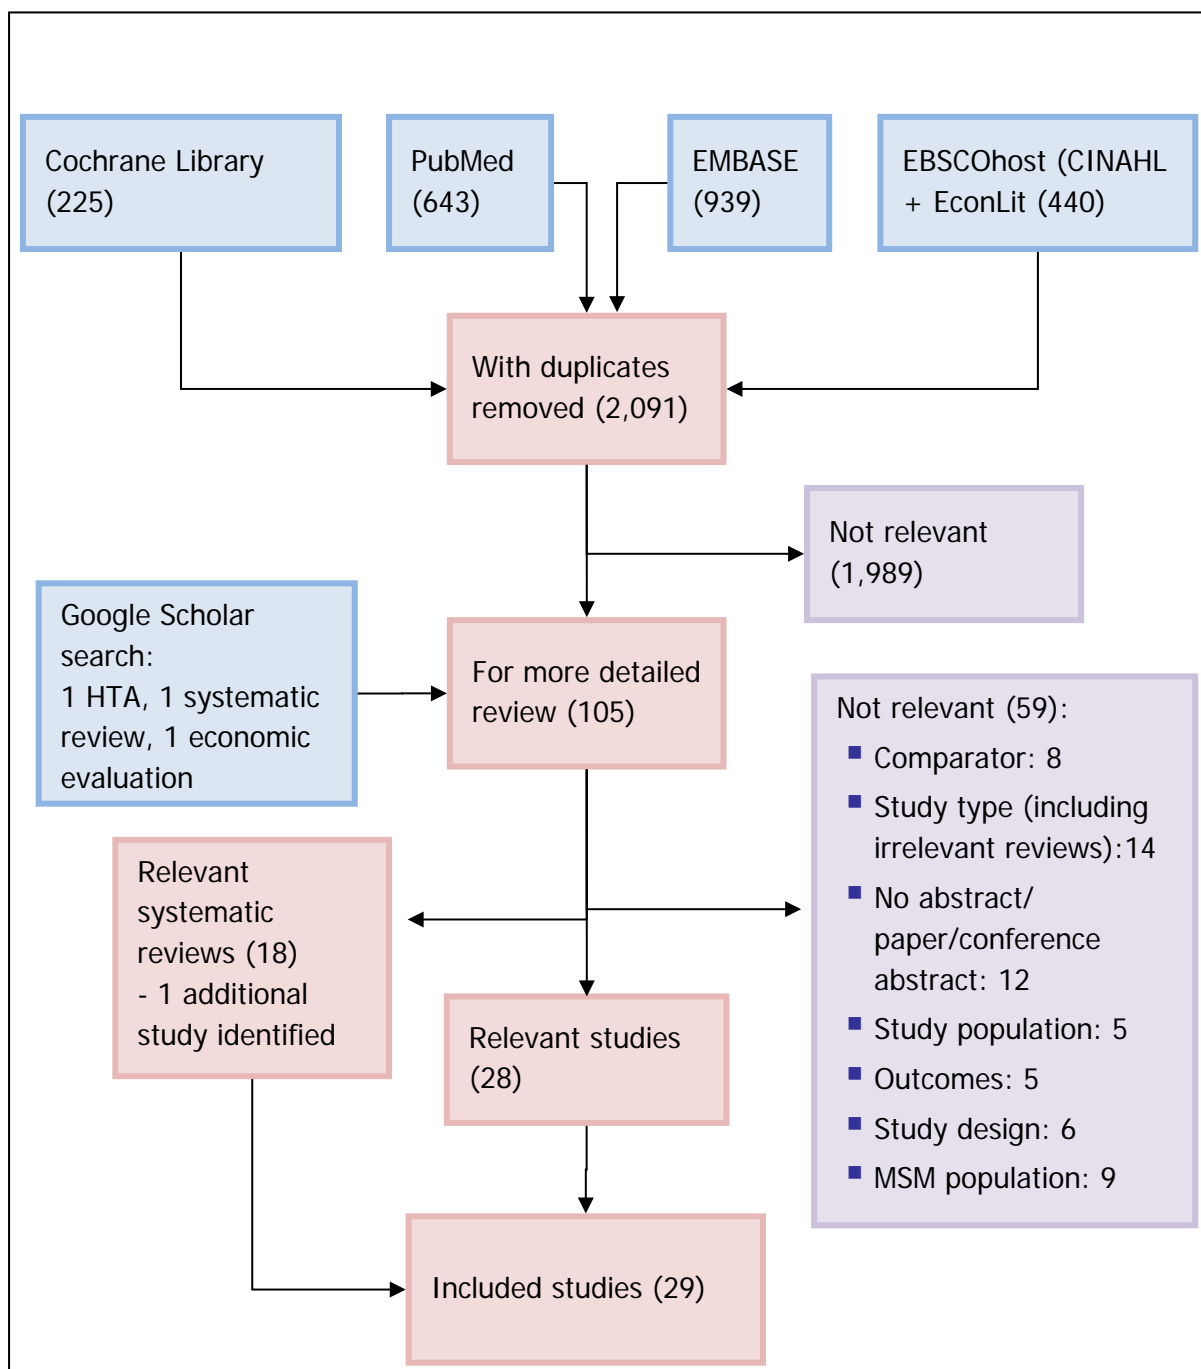 Cochrane Library
(225)
PubMed
(643)
EMBASE
(939)
EBSCOhost (CINAHL
+ EconLit (440)
With duplicates
removed (2,091)
Not relevant
(1,989)
Google Scholar
search:
1 HTA, 1 systematic
review, 1 economic
evaluation
For more detailed
review (105)
Not relevant (59):
■ Comparator: 8
■ Study type (including
irrelevant reviews):14
■ No abstract/
paper/conference
abstract: 12
■ Study population: 5
■ Outcomes: 5
■ Study design: 6
■ MSM population: 9
Relevant
systematic
reviews (18)
- 1 additional
study identified
Relevant studies
(28)
Included studies (29)